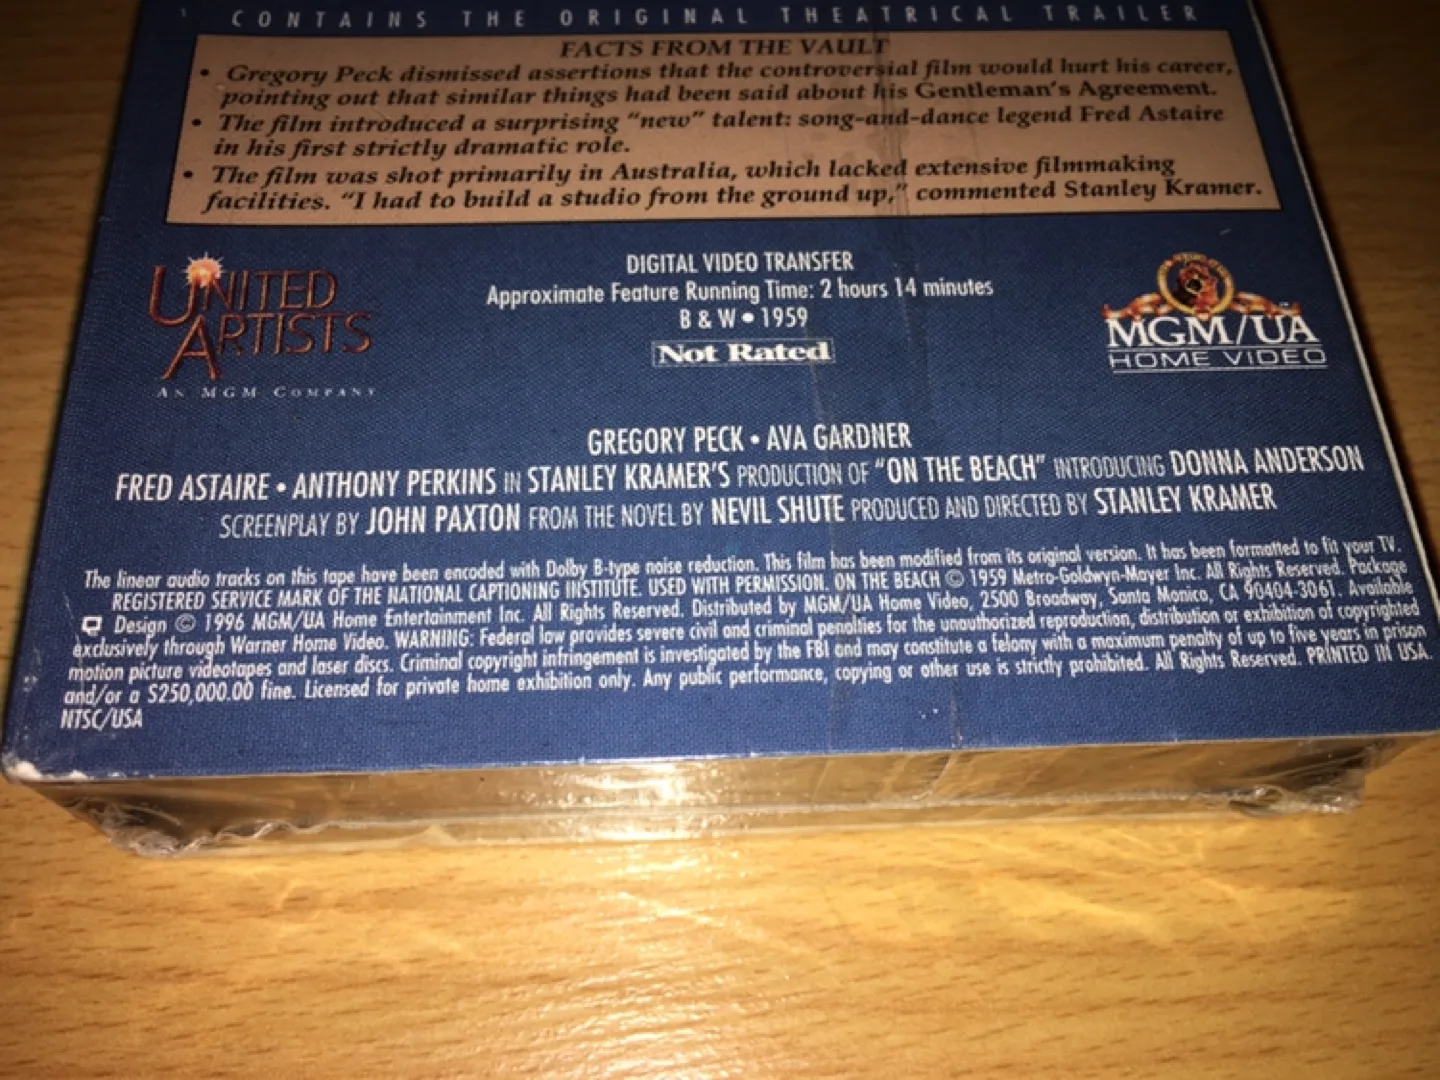 CONTAINS THE ORIGINAL THEATRICAL TRAILER
FACTS FROM THE VAULT
• Gregory Peck dismissed assertions that the controversial film would hurt his career,
pointing out that similar things had been said about his Gentleman's Agreement.
• The film introduced a surprising "new" talent: song-and-dance legend Fred Astaire
in his first strictly dramatic role.
• The film was shot primarily in Australia, which lacked extensive filmmaking
facilities. "I had to build a studio from the ground up," commented Stanley Kramer.
UNITED
ARTISTS
AN MGM COMPANY
DIGITAL VIDEO TRANSFER
Approximate Feature Running Time: 2 hours 14 minutes
B & W • 1959
Not Rated
MGM/UA
HOME VIDEO
GREGORY PECK • AVA GARDNER
FRED ASTAIRE • ANTHONY PERKINS IN STANLEY KRAMER'S PRODUCTION OF "ON THE BEACH" INTRODUCING DONNA ANDERSON
SCREENPLAY BY JOHN PAXTON FROM THE NOVEL BY NEVIL SHUTE PRODUCED AND DIRECTED BY STANLEY KRAMER
The linear audio tracks on this tape have been encoded with Dolby B-type noise reduction. This film has been modified from its original version. It has been formatted to fit your TV.
REGISTERED SERVICE MARK OF THE NATIONAL CAPTIONING INSTITUTE. USED WITH PERMISSION. ON THE BEACH © 1959 Metro-Goldwyn-Mayer Inc. All Rights Reserved. Package
Design © 1996 MGM/UA Home Entertainment Inc. All Rights Reserved. Distributed by MGM/UA Home Video, 2500 Broadway, Santa Monica, CA 90404-3061. Available
exclusively through Warner Home Video. WARNING: Federal law provides severe civil and criminal penalties for the unauthorized reproduction, distribution or exhibition of copyrighted
motion picture videotapes and laser discs. Criminal copyright infringement is investigated by the FBI and may constitute a felony with a maximum penalty of up to five years in prison
and/or a $250,000.00 fine. Licensed for private home exhibition only. Any public performance, copying or other use is strictly prohibited. All Rights Reserved. PRINTED IN USA.
NTSC/USA